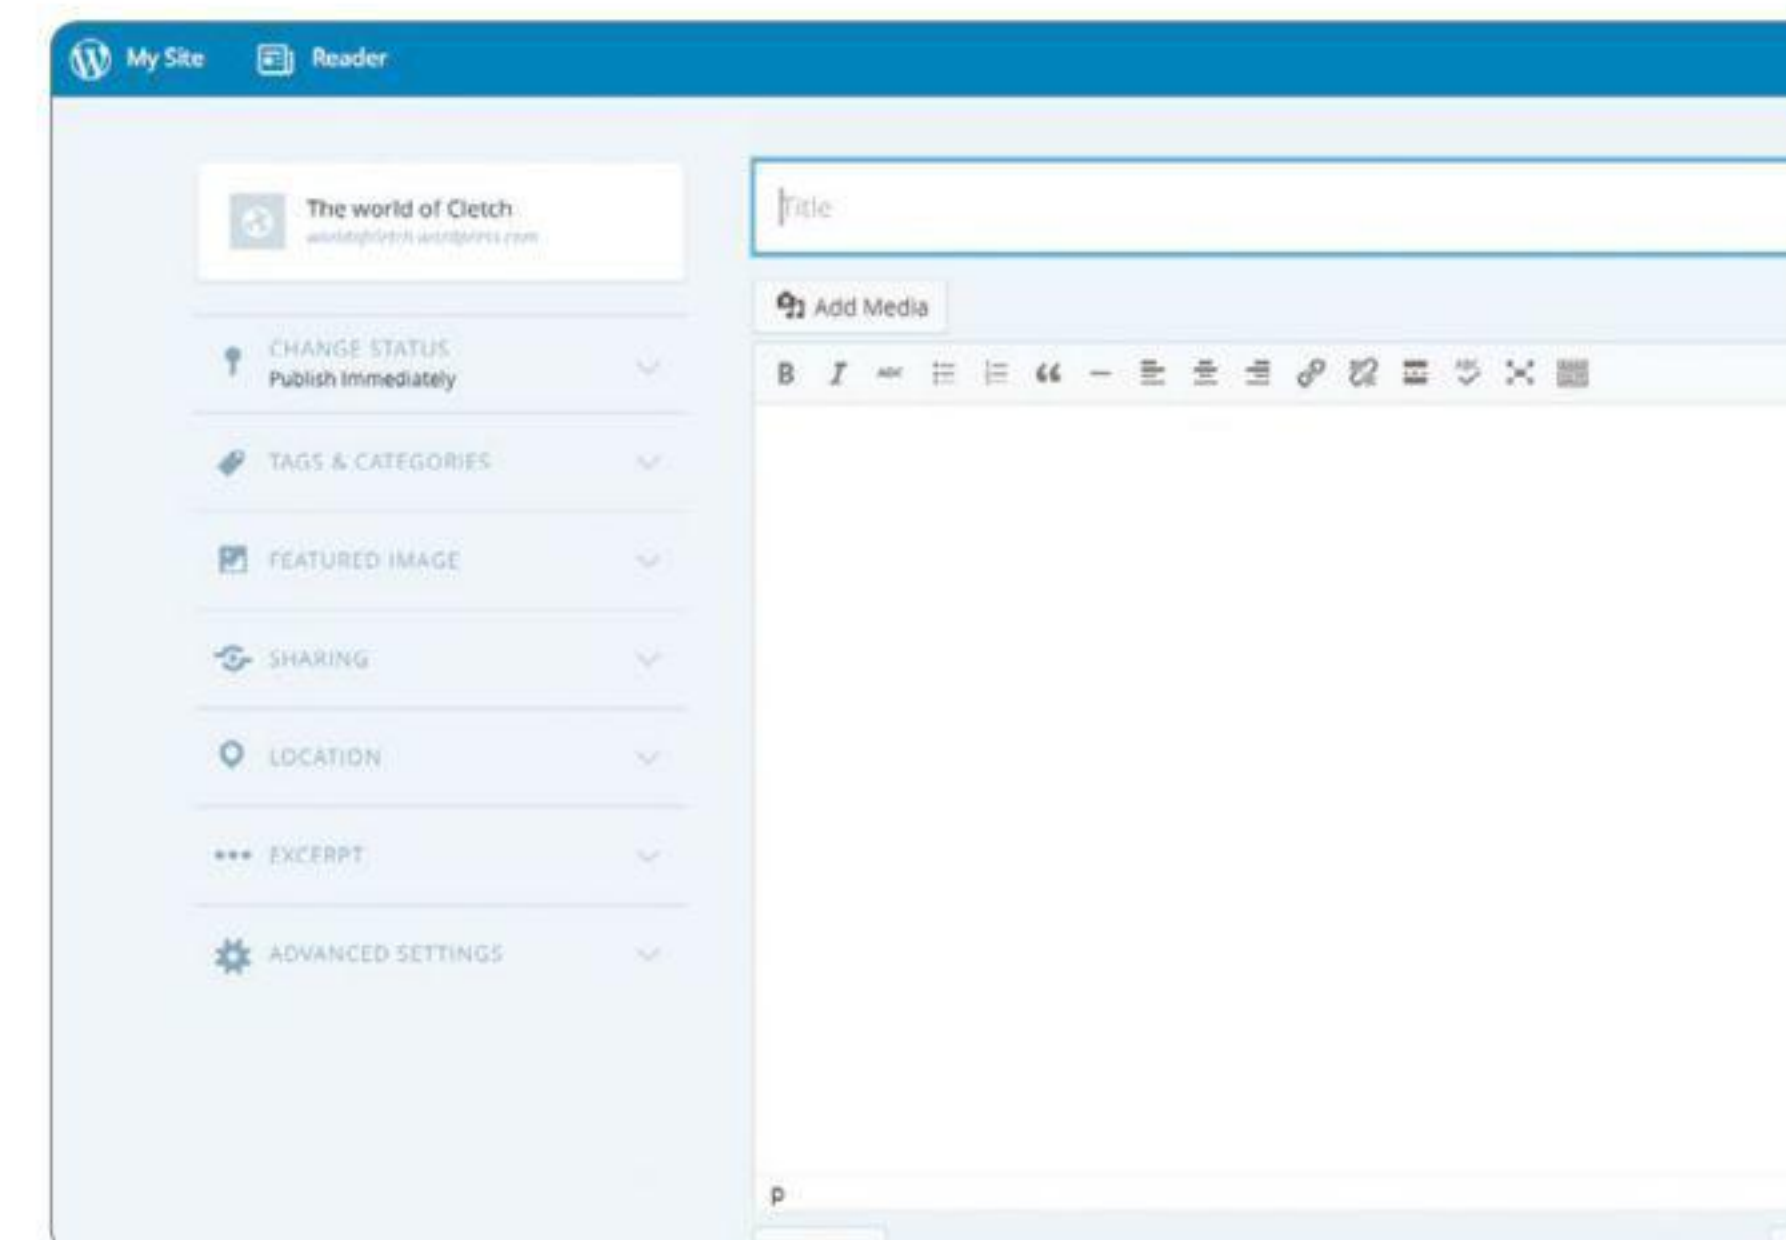 My Site
Reader
The world of Cletch
Title
Add Media
CHANGE STATUS
Publish Immediately
B I ABC
TAGS & CATEGORIES
FEATURED IMAGE
SHARING
LOCATION
EXCERPT
ADVANCED SETTINGS
p